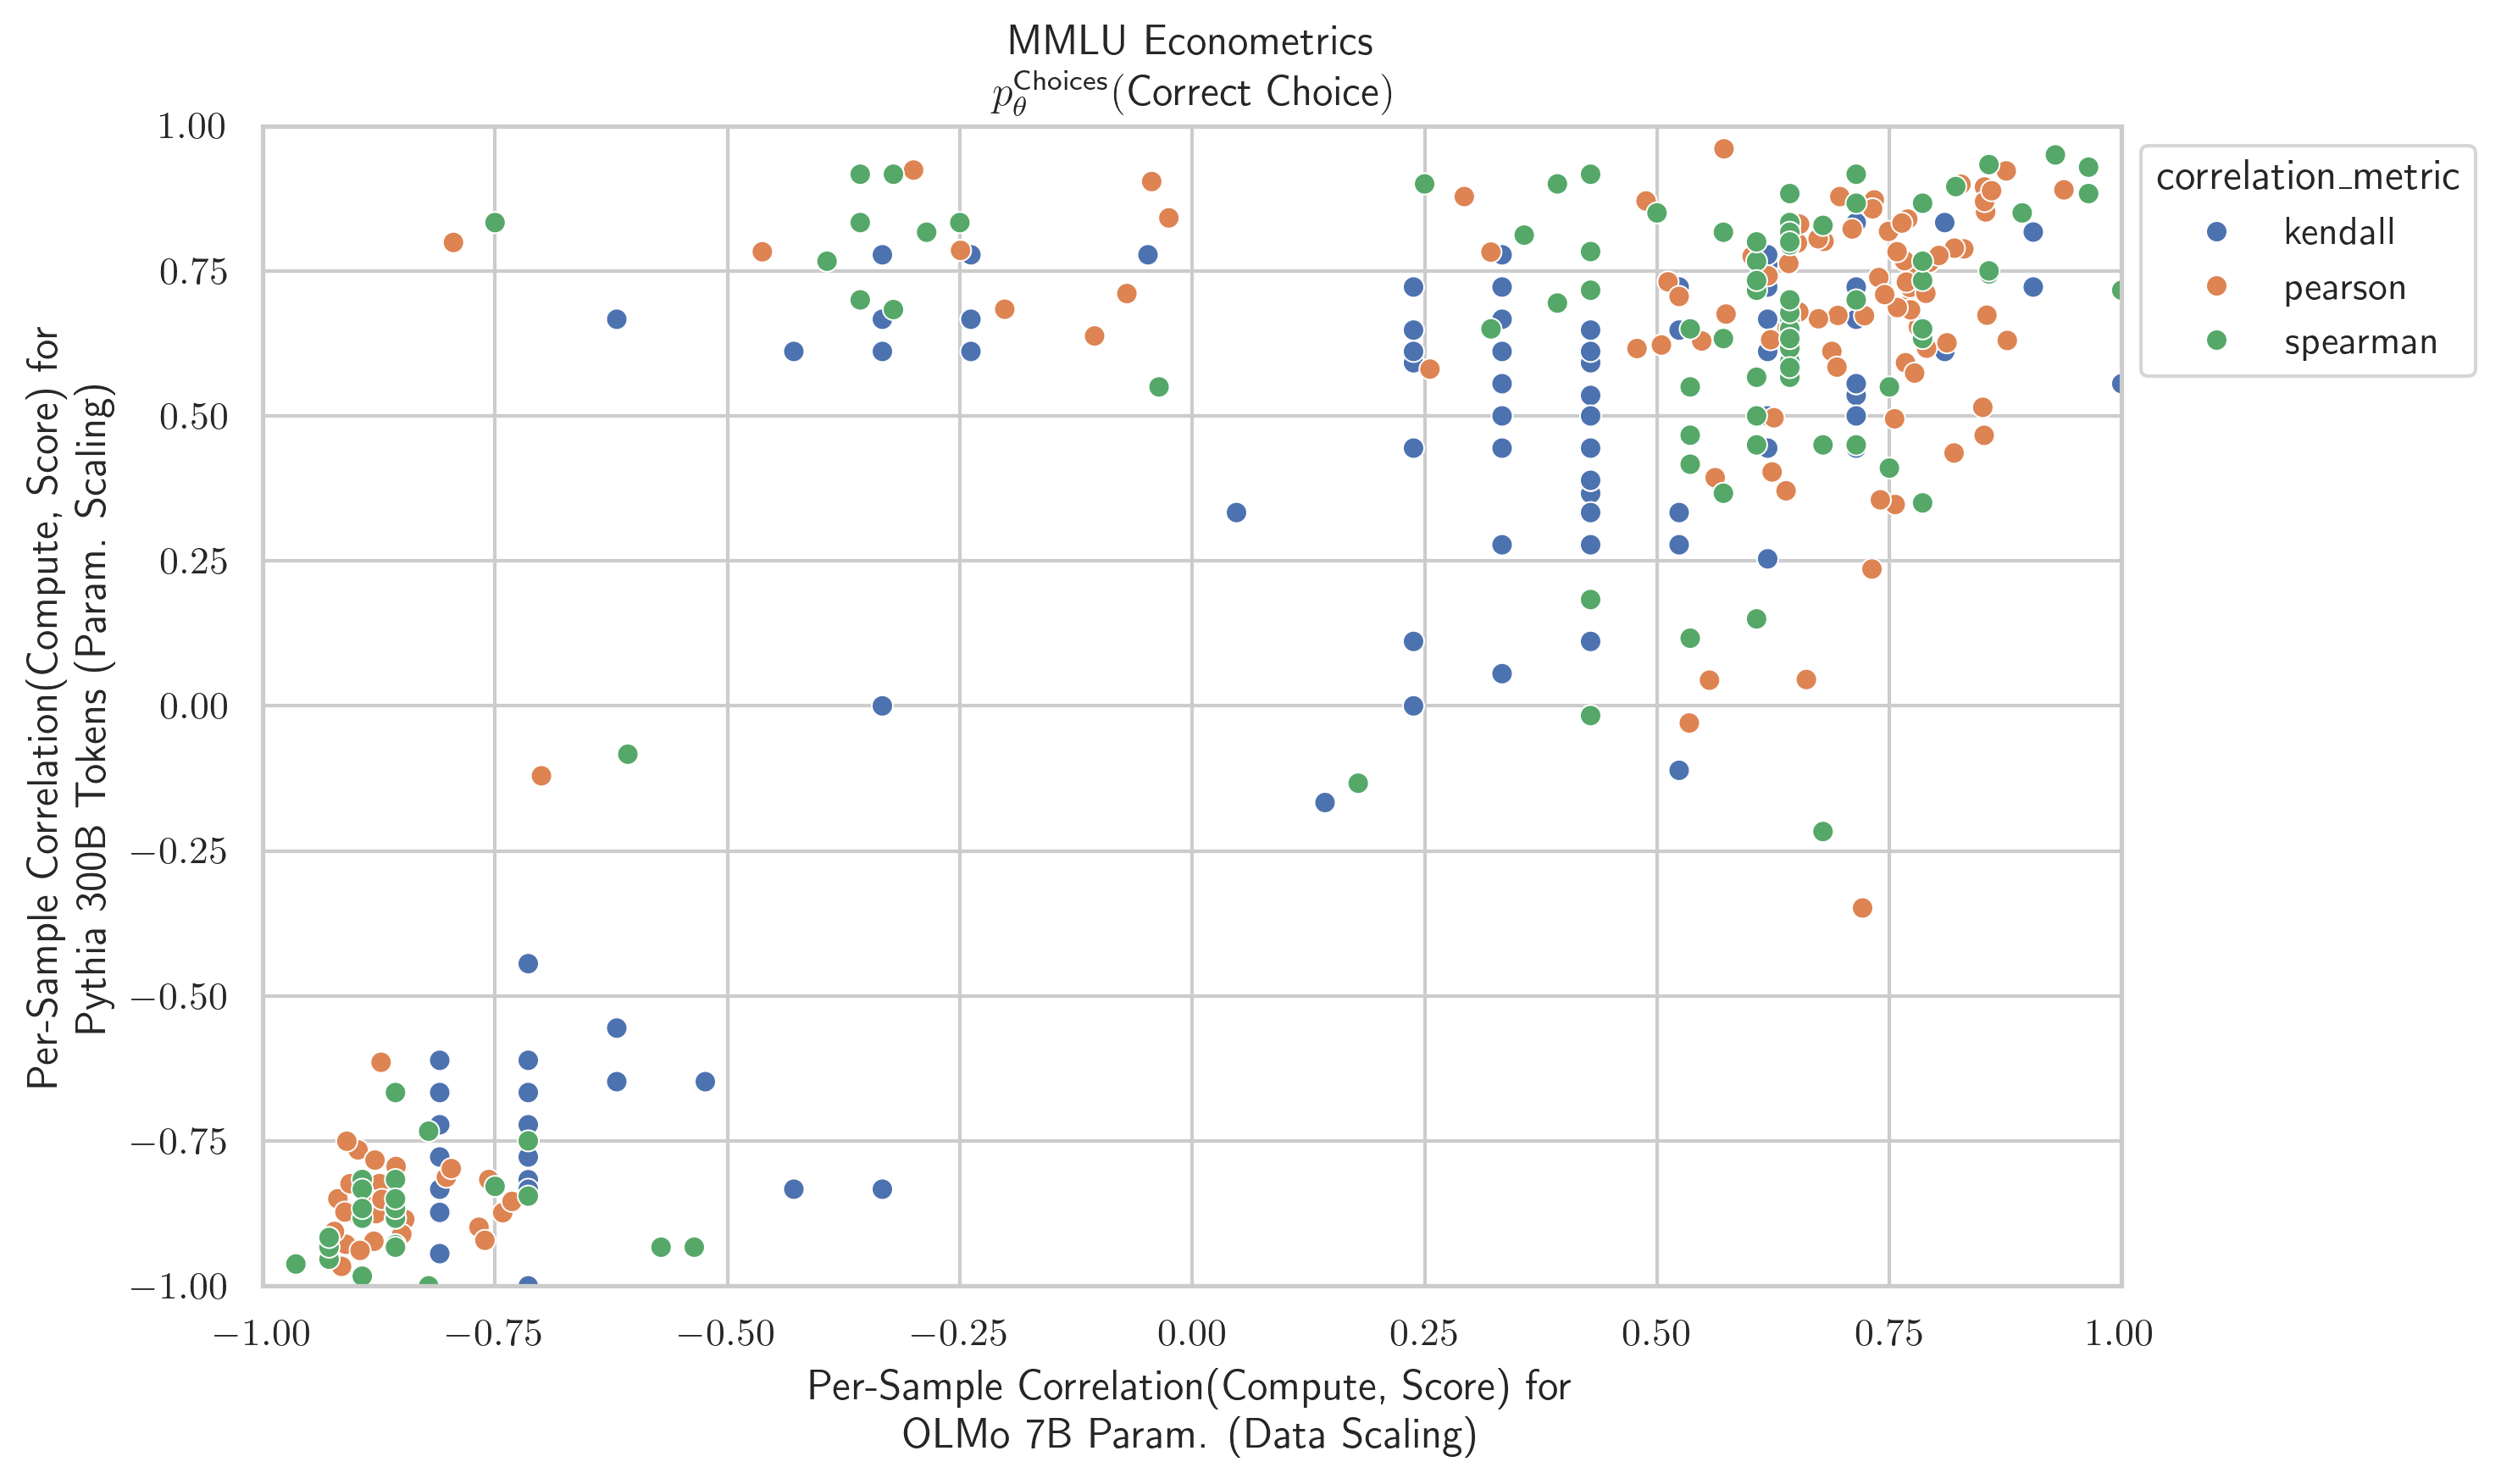 MMLU Econometrics
p_θ^Choices(Correct Choice)
Per-Sample Correlation(Compute, Score) for
Pythia 300B Tokens (Param. Scaling)
1.00
0.75
0.50
0.25
0.00
−0.25
−0.50
−0.75
−1.00
correlation_metric
kendall
pearson
spearman
−1.00 −0.75 −0.50 −0.25 0.00 0.25 0.50 0.75 1.00
Per-Sample Correlation(Compute, Score) for
OLMo 7B Param. (Data Scaling)